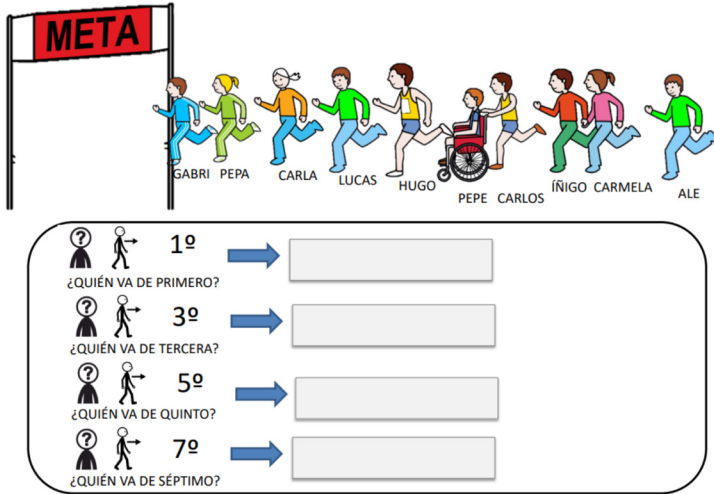 META
GABRI PEPA CARLA LUCAS HUGO PEPE CARLOS ÍÑIGO CARMELA ALE
? 1º
¿QUIÉN VA DE PRIMERO?
? 3º
¿QUIÉN VA DE TERCERA?
? 5º
¿QUIÉN VA DE QUINTO?
? 7º
¿QUIÉN VA DE SÉPTIMO?